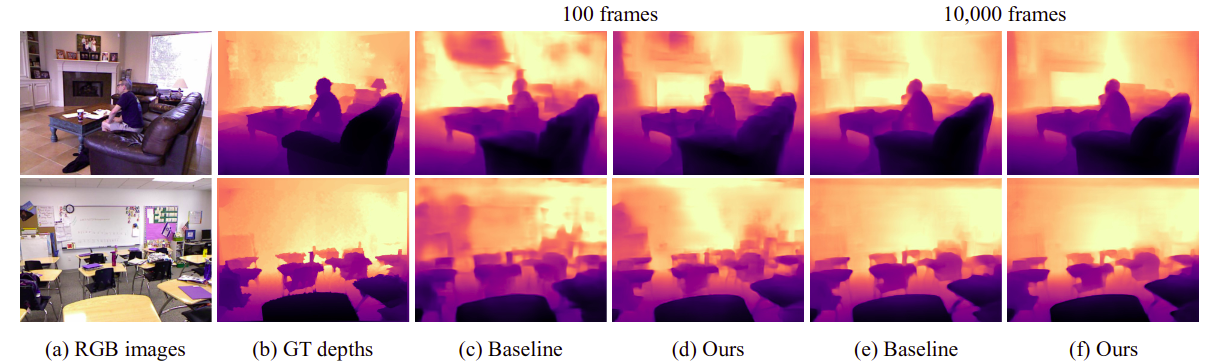 100 frames
10,000 frames
(a) RGB images
(b) GT depths
(c) Baseline
(d) Ours
(e) Baseline
(f) Ours